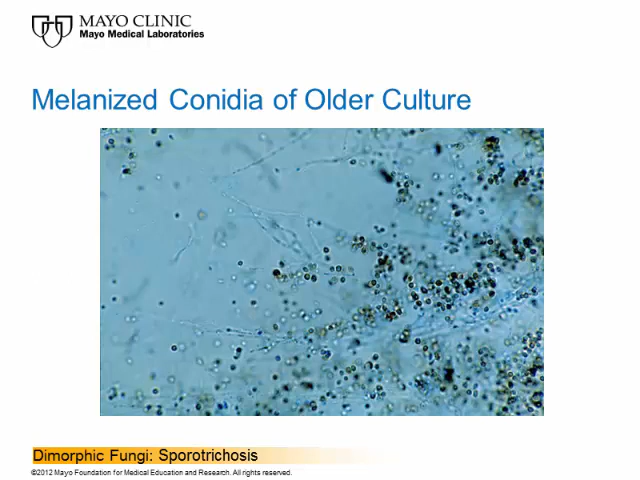 MAYO CLINIC
Mayo Medical Laboratories
Melanized Conidia of Older Culture
Dimorphic Fungi: Sporotrichosis
©2012 Mayo Foundation for Medical Education and Research. All rights reserved.